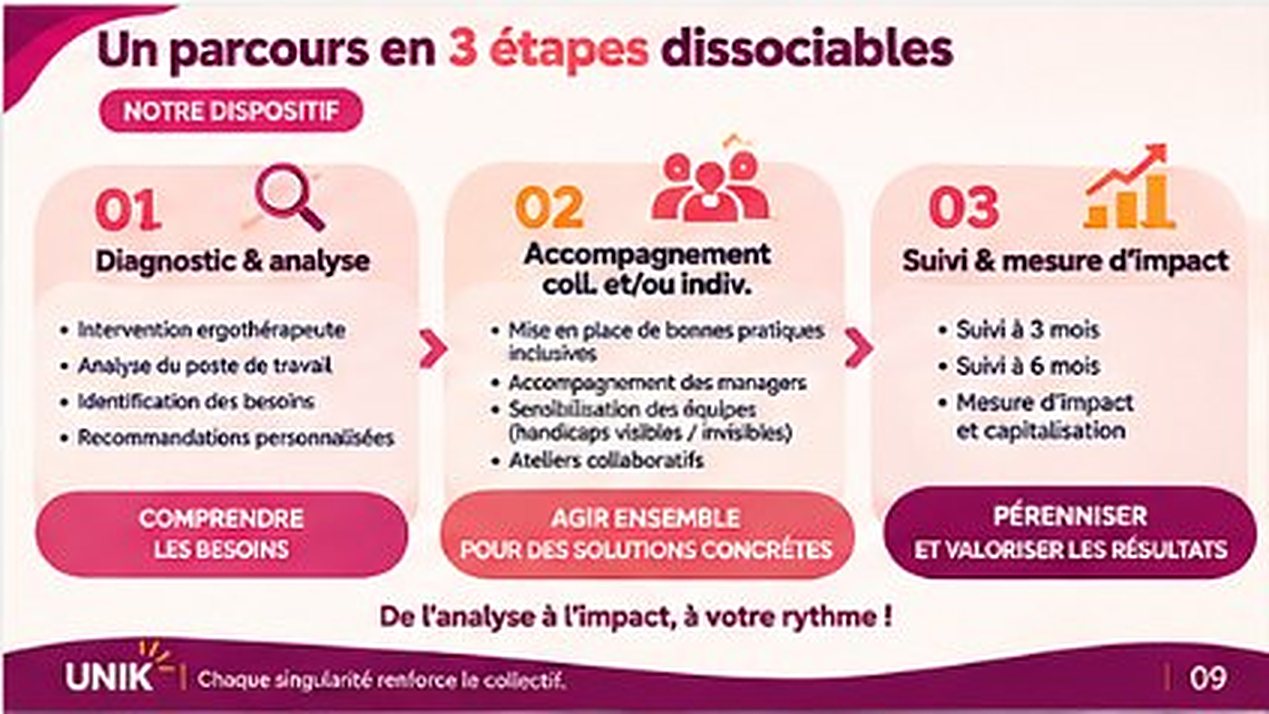 Un parcours en 3 étapes dissociables
NOTRE DISPOSITIF
01
Diagnostic & analyse
• Intervention ergothérapeute
• Analyse du poste de travail
• Identification des besoins
• Recommandations personnalisées
COMPRENDRE
LES BESOINS
02
Accompagnement
coll. et/ou indiv.
• Mise en place de bonnes pratiques
inclusives
• Accompagnement des managers
• Sensibilisation des équipes
(handicaps visibles / invisibles)
• Ateliers collaboratifs
AGIR ENSEMBLE
POUR DES SOLUTIONS CONCRÈTES
03
Suivi & mesure d'impact
• Suivi à 3 mois
• Suivi à 6 mois
• Mesure d'impact
et capitalisation
PÉRENNISER
ET VALORISER LES RÉSULTATS
De l'analyse à l'impact, à votre rythme !
UNIK | Chaque singularité renforce le collectif.
| 09